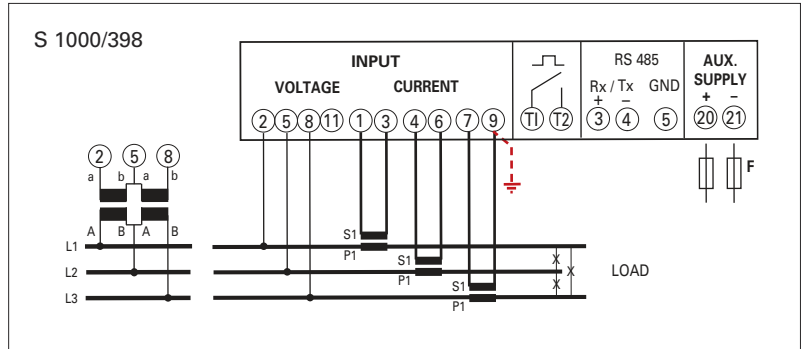 S 1000/398
INPUT
VOLTAGE CURRENT
2 5 8 11 1 3 4 6 7 9
T1 T2
RS 485
Rx / Tx GND
+ –
3 4 5
AUX.
SUPPLY
+ –
20 21
F
2 5 8
a b a b
A B A B
L1
L2
L3
S1
P1
S1
P1
S1
P1
X
X
X
LOAD